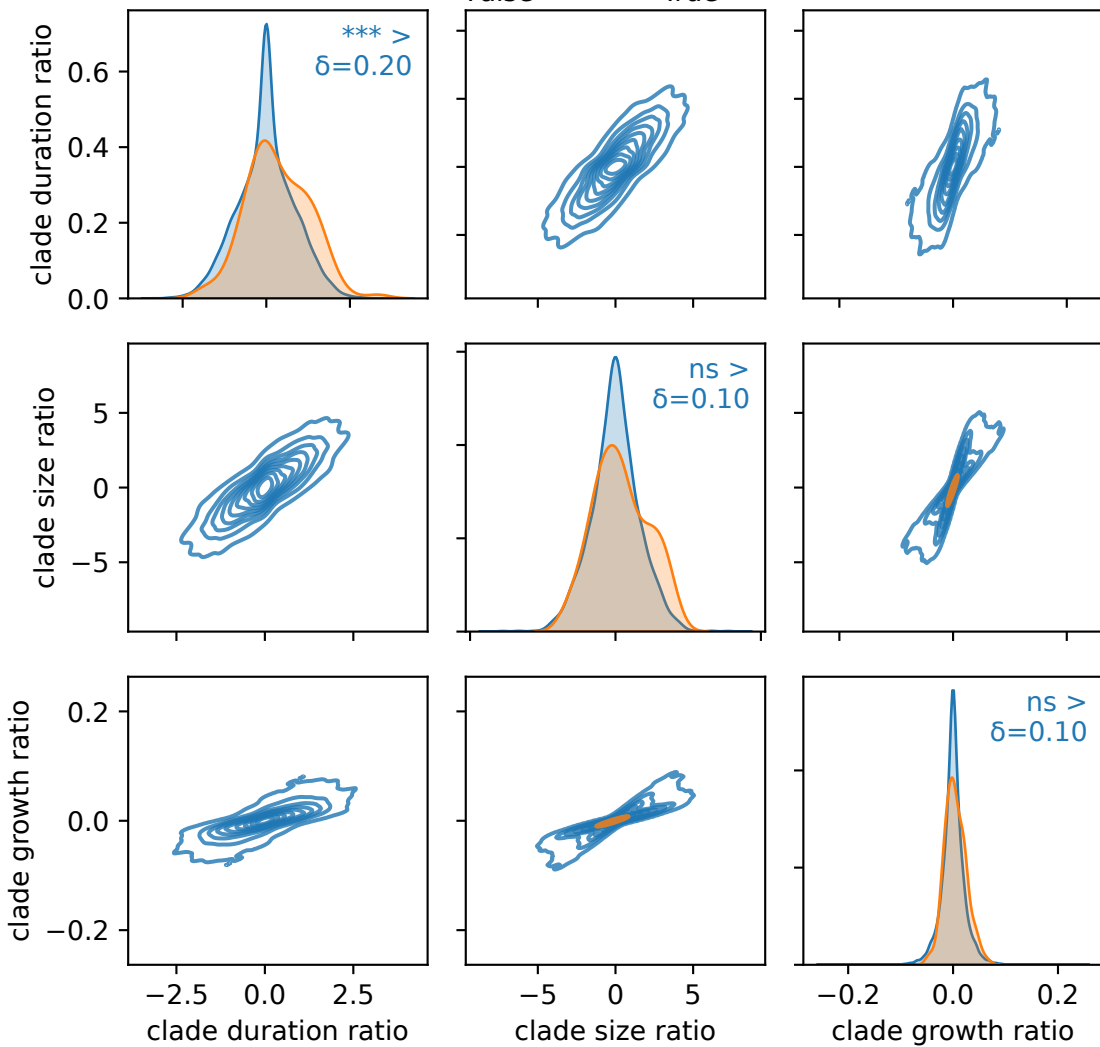 clade duration ratio
0.6
0.4
0.2
0.0
*** >
δ=0.20
clade size ratio
5
0
−5
ns >
δ=0.10
clade growth ratio
0.2
0.0
−0.2
ns >
δ=0.10
−2.5 0.0 2.5
−5 0 5
−0.2 0.0 0.2
clade duration ratio
clade size ratio
clade growth ratio